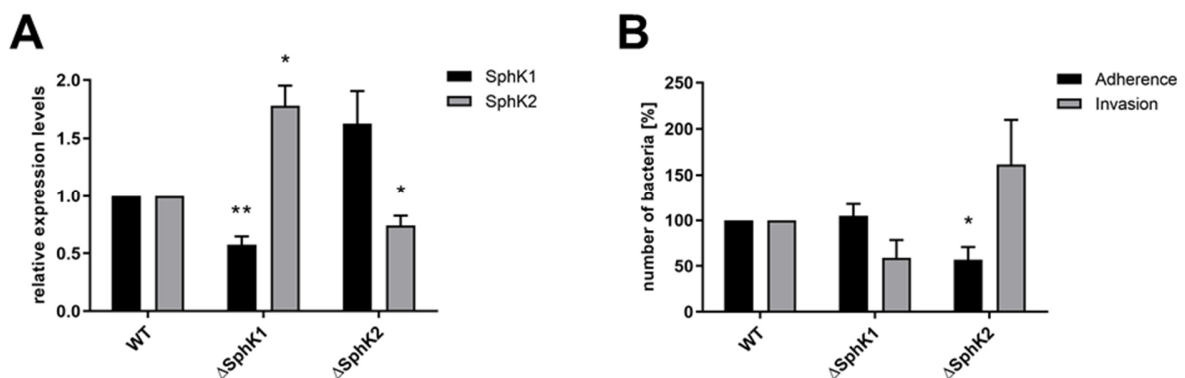 A
relative expression levels
2.0
1.5
1.0
0.5
0.0
**
*
*
WT
ΔSphK1
ΔSphK2
SphK1
SphK2
B
number of bacteria [%]
250
200
150
100
50
0
*
WT
ΔSphK1
ΔSphK2
Adherence
Invasion